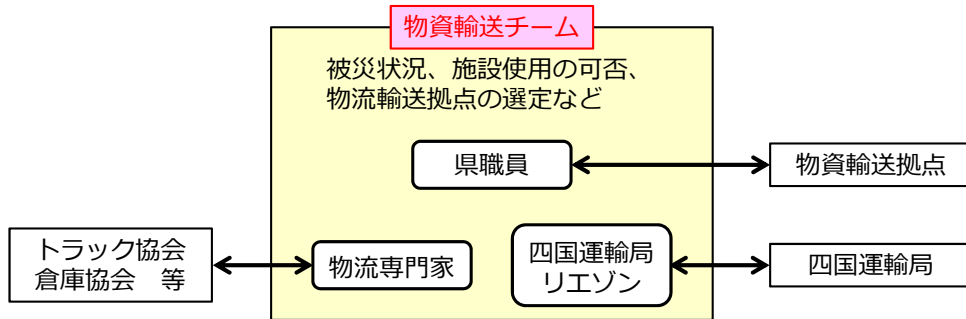 物資輸送チーム
被災状況、施設使用の可否、
物流輸送拠点の選定など
県職員
物資輸送拠点
トラック協会
倉庫協会　等
物流専門家
四国運輸局
リエゾン
四国運輸局